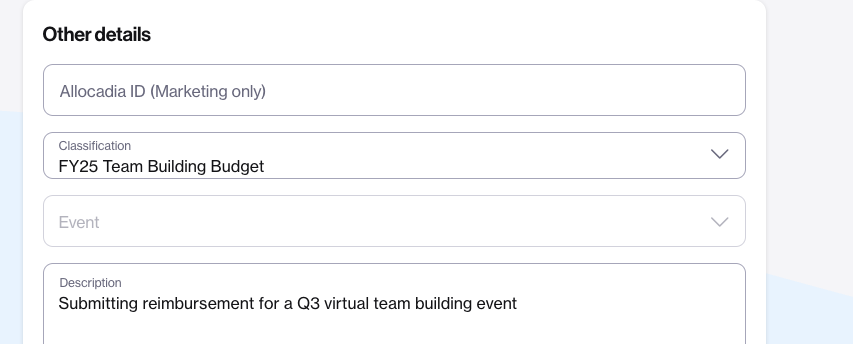 Other details
Allocadia ID (Marketing only)
Classification
FY25 Team Building Budget
Event
Description
Submitting reimbursement for a Q3 virtual team building event